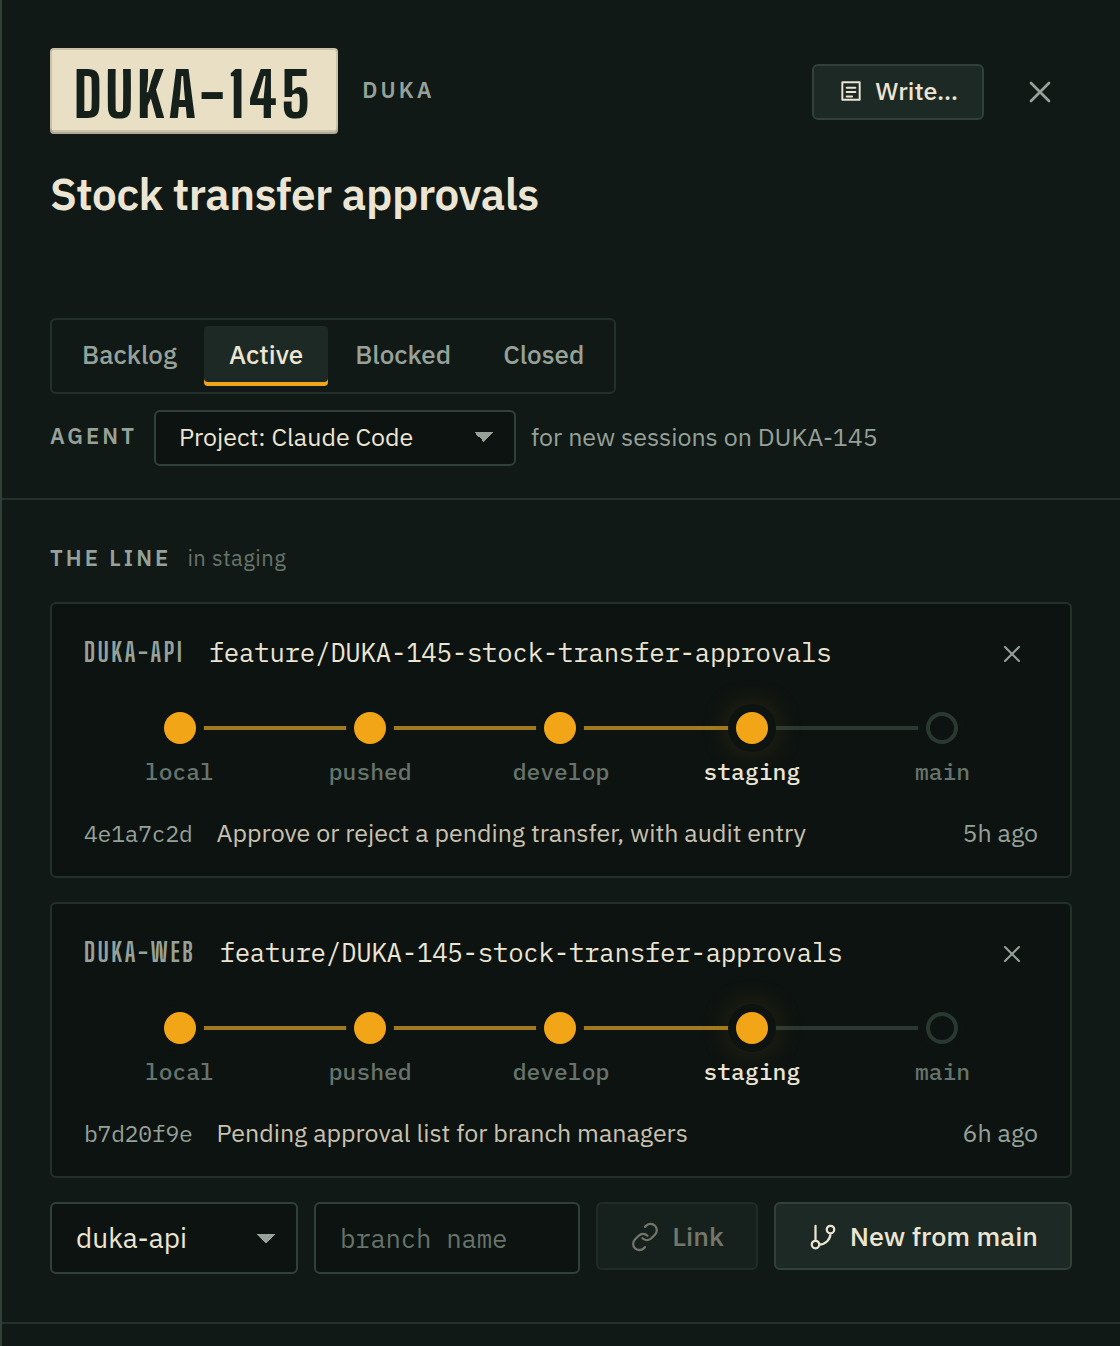 DUKA-145 DUKA Write...
Stock transfer approvals
Backlog Active Blocked Closed
AGENT Project: Claude Code for new sessions on DUKA-145
THE LINE in staging
DUKA-API feature/DUKA-145-stock-transfer-approvals
local pushed develop staging main
4e1a7c2d Approve or reject a pending transfer, with audit entry 5h ago
DUKA-WEB feature/DUKA-145-stock-transfer-approvals
local pushed develop staging main
b7d20f9e Pending approval list for branch managers 6h ago
duka-api branch name Link New from main